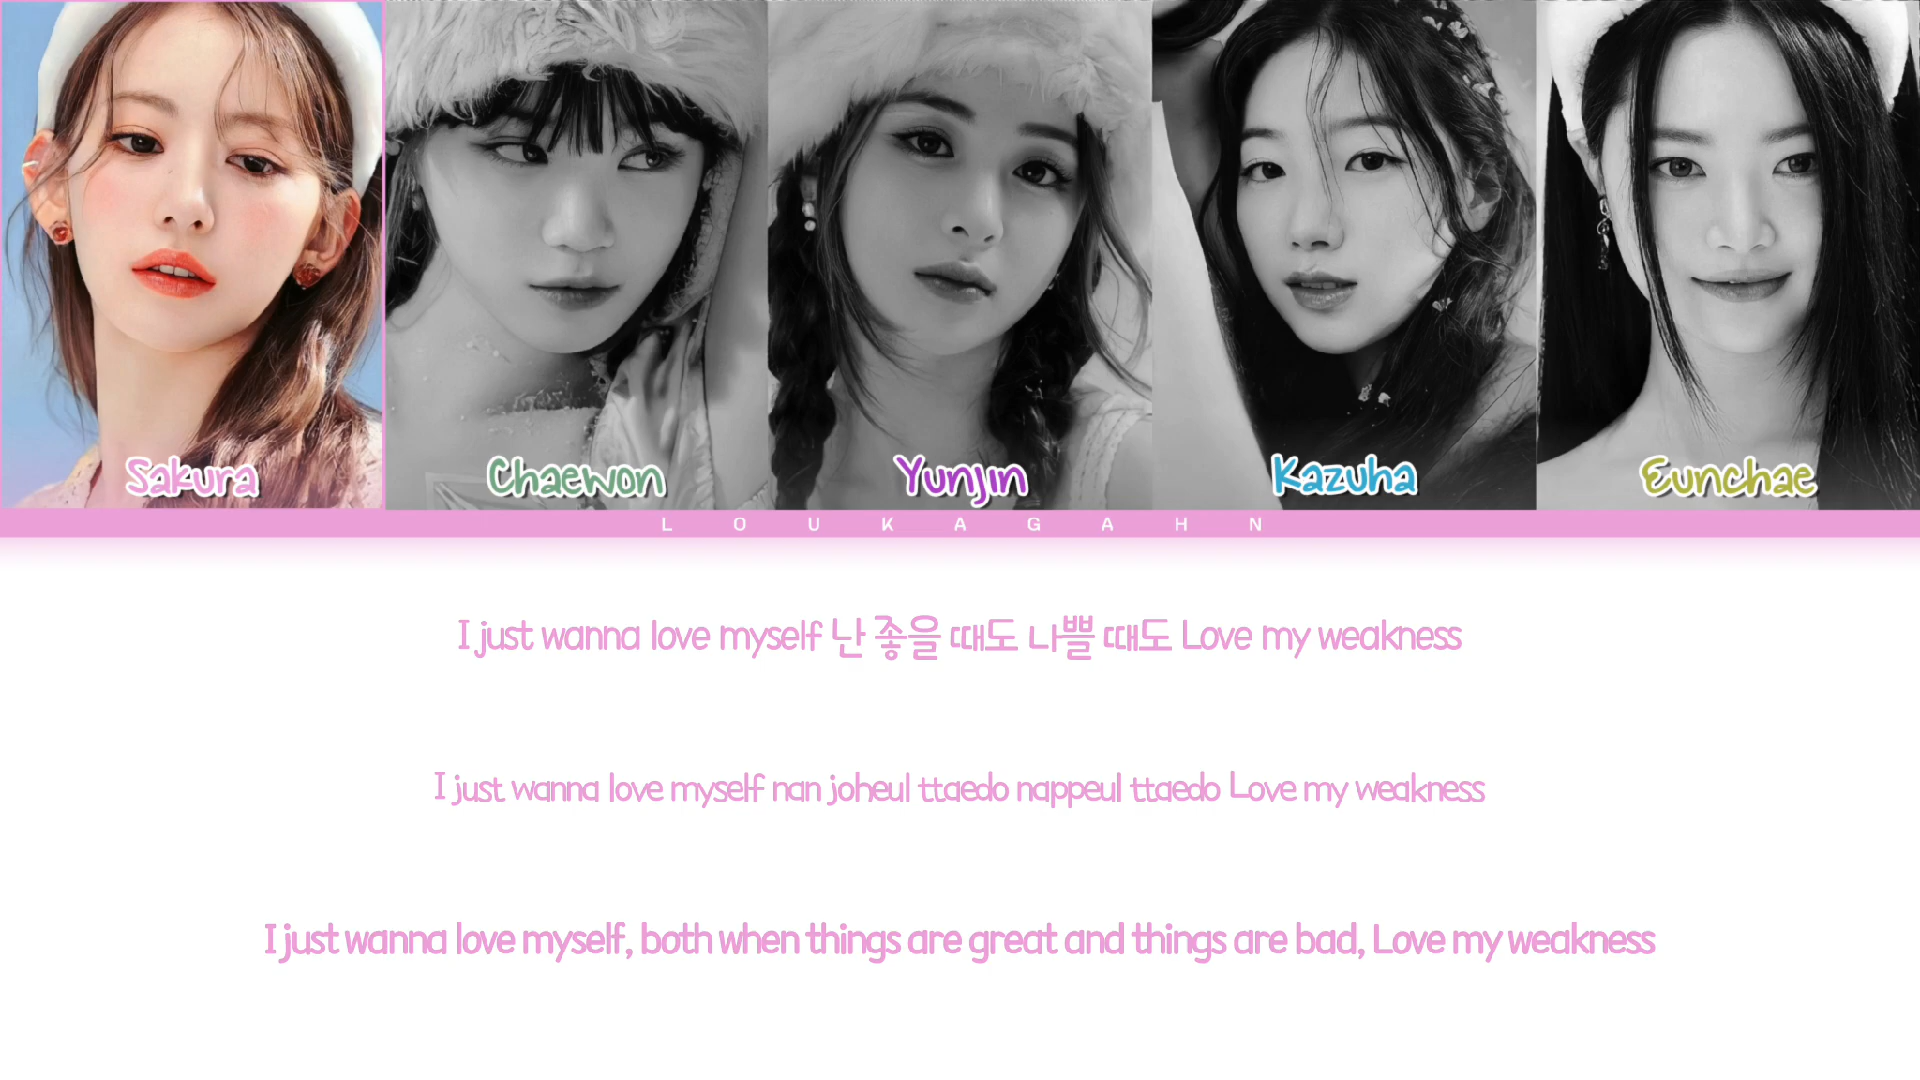 Sakura Chaewon Yunjin Kazuha Eunchae
L O U K A G A H N
I just wanna love myself 난 좋을 때도 나쁠 때도 Love my weakness
I just wanna love myself nan joheul ttaedo nappeul ttaedo Love my weakness
I just wanna love myself, both when things are great and things are bad, Love my weakness